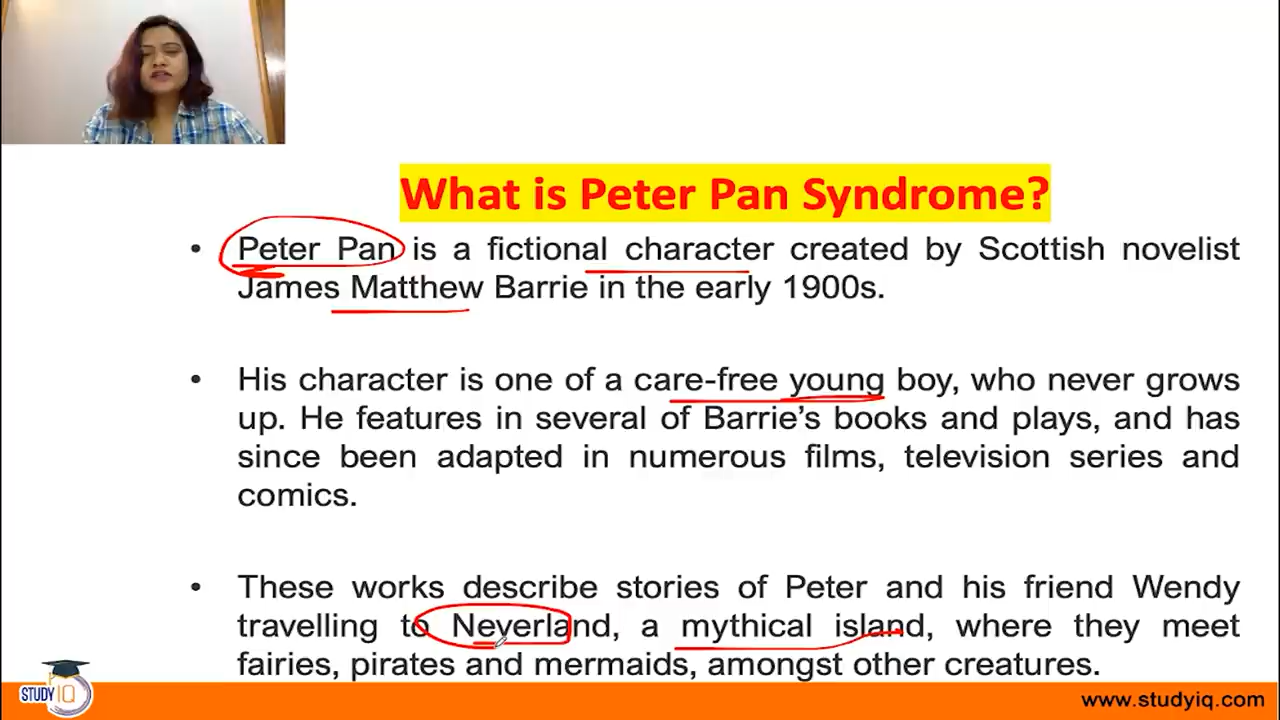 What is Peter Pan Syndrome?
• Peter Pan is a fictional character created by Scottish novelist
James Matthew Barrie in the early 1900s.
• His character is one of a care-free young boy, who never grows
up. He features in several of Barrie’s books and plays, and has
since been adapted in numerous films, television series and
comics.
• These works describe stories of Peter and his friend Wendy
travelling to Neverland, a mythical island, where they meet
fairies, pirates and mermaids, amongst other creatures.
STUDY IQ
www.studyiq.com